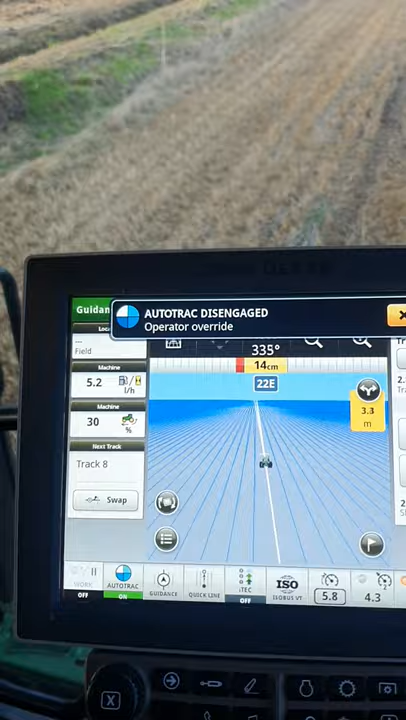 AUTOTRAC DISENGAGED
Operator override
Guidan
---
Field
335°
14cm
22E
Machine
5.2
l/h
Machine
30
%
3.3
m
Next Track
Track 8
Swap
WORK
OFF
AUTOTRAC
ON
GUIDANCE
QUICK LINE
iTEC
OFF
ISO
ISOBUS VT
5.8
4.3
X